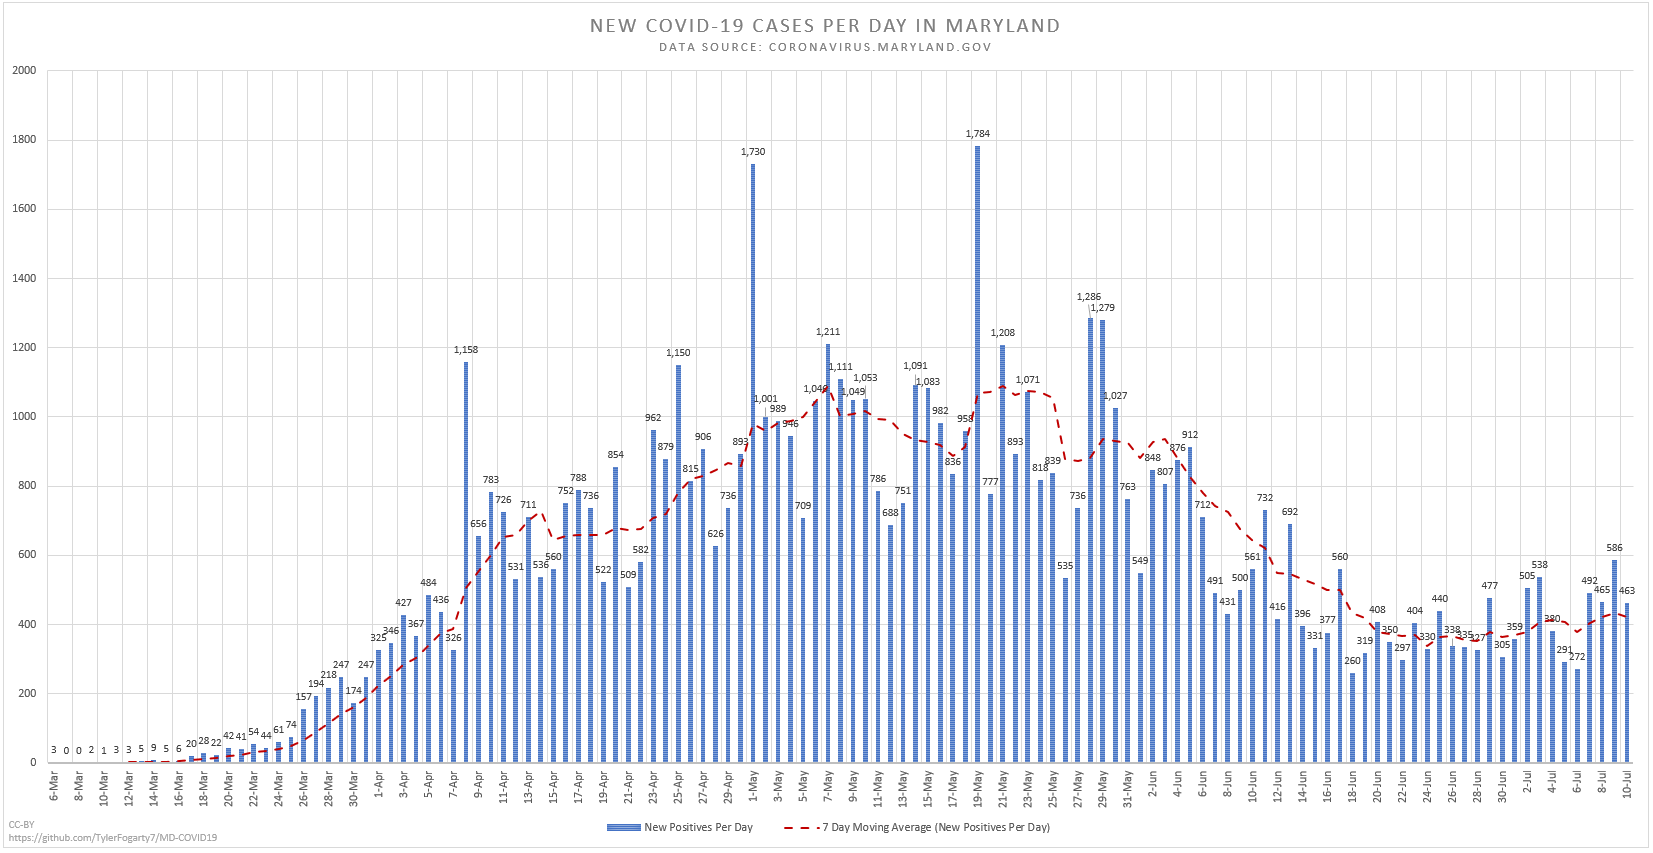 NEW COVID-19 CASES PER DAY IN MARYLAND
DATA SOURCE: CORONAVIRUS.MARYLAND.GOV
2000
1800
1600
1400
1200
1000
800
600
400
200
0
3 0 0 2 1 3 3 5 9 5 6 20 28 22 42 41 54 44 61 74 157 194 218 247 174 247 325 346 427 367 484 436 326 1,158 656 783 726 531 711 536 560 752 788 736 522 854 509 582 962 879 1,150 815 906 626 736 893 1,730 1,001 989 946 709 1,211 1,111 1,049 1,053 786 688 751 1,091 1,083 982 836 958 1,784 777 1,208 893 1,071 818 839 535 736 1,286 1,279 1,027 763 549 848 807 876 912 712 491 431 500 561 732 416 692 396 331 377 560 260 319 408 350 297 404 330 440 338 335 327 477 305 359 505 538 380 291 272 492 465 586 463
6-Mar 8-Mar 10-Mar 12-Mar 14-Mar 16-Mar 18-Mar 20-Mar 22-Mar 24-Mar 26-Mar 28-Mar 30-Mar 1-Apr 3-Apr 5-Apr 7-Apr 9-Apr 11-Apr 13-Apr 15-Apr 17-Apr 19-Apr 21-Apr 23-Apr 25-Apr 27-Apr 29-Apr 1-May 3-May 5-May 7-May 9-May 11-May 13-May 15-May 17-May 19-May 21-May 23-May 25-May 27-May 29-May 31-May 2-Jun 4-Jun 6-Jun 8-Jun 10-Jun 12-Jun 14-Jun 16-Jun 18-Jun 20-Jun 22-Jun 24-Jun 26-Jun 28-Jun 30-Jun 2-Jul 4-Jul 6-Jul 8-Jul 10-Jul
New Positives Per Day 7 Day Moving Average (New Positives Per Day)
CC-BY
https://github.com/TylerFogarty7/MD-COVID19